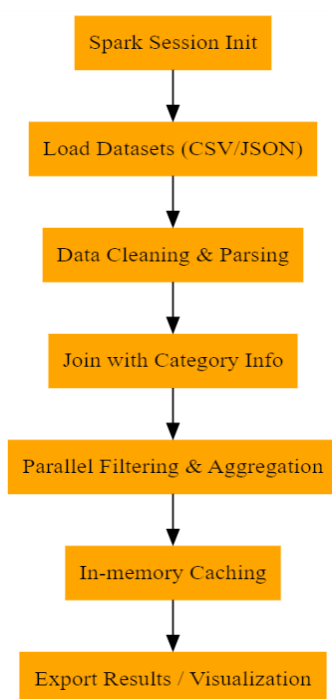 Spark Session Init
Load Datasets (CSV/JSON)
Data Cleaning & Parsing
Join with Category Info
Parallel Filtering & Aggregation
In-memory Caching
Export Results / Visualization